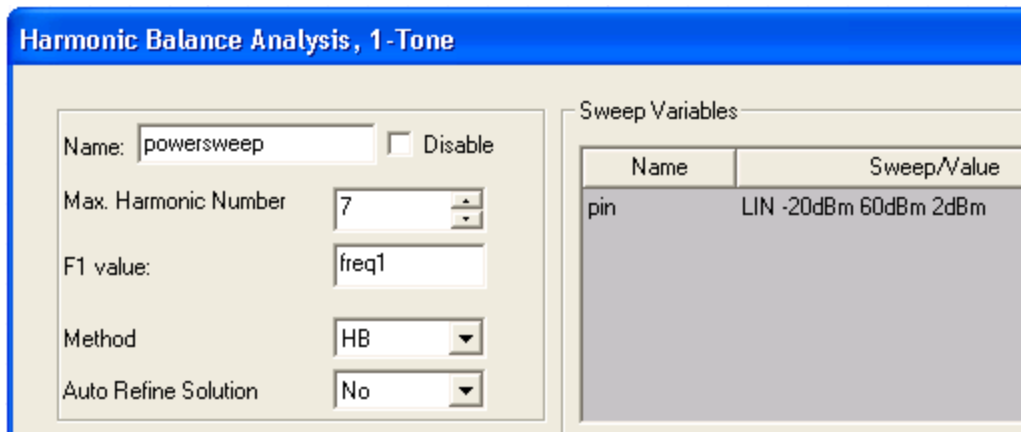 Harmonic Balance Analysis, 1-Tone
Name: powersweep Disable
Max. Harmonic Number 7
F1 value: freq1
Method HB
Auto Refine Solution No
Sweep Variables
Name Sweep/Value
pin LIN -20dBm 60dBm 2dBm